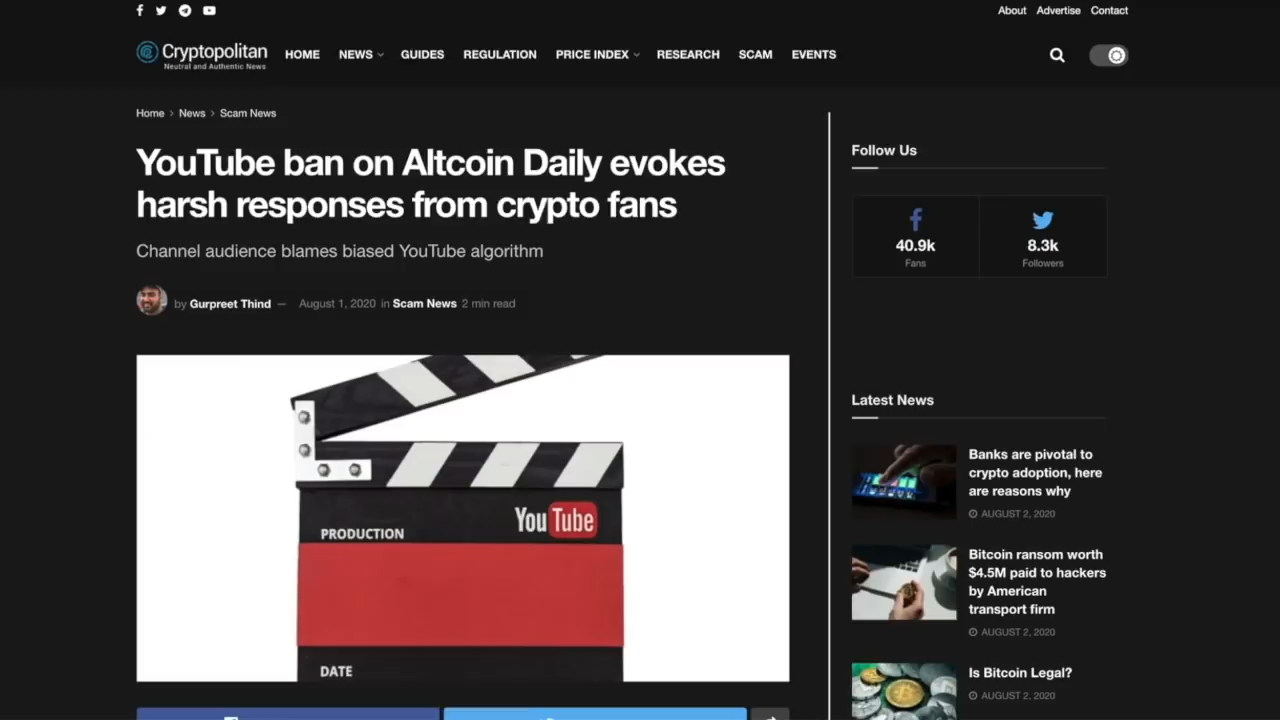 About Advertise Contact
Cryptopolitan
Neutral and Authentic News
HOME NEWS GUIDES REGULATION PRICE INDEX RESEARCH SCAM EVENTS
Home > News > Scam News
YouTube ban on Altcoin Daily evokes
harsh responses from crypto fans
Channel audience blames biased YouTube algorithm
by Gurpreet Thind — August 1, 2020 in Scam News 2 min read
PRODUCTION
YouTube
DATE
Follow Us
40.9k
Fans
8.3k
Followers
Latest News
Banks are pivotal to
crypto adoption, here
are reasons why
AUGUST 2, 2020
Bitcoin ransom worth
$4.5M paid to hackers
by American
transport firm
AUGUST 2, 2020
Is Bitcoin Legal?
AUGUST 2, 2020